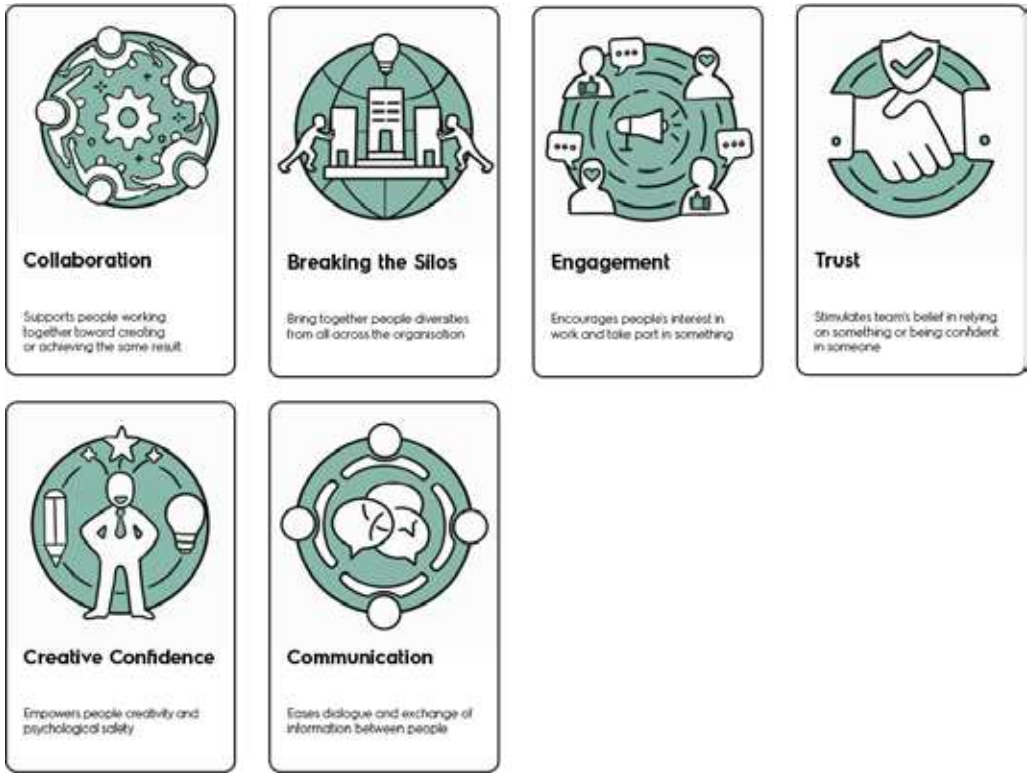 Collaboration
Supports people working
together toward creating
or achieving the same result
Breaking the Silos
Bring together people diversities
from all across the organisation
Engagement
Encourages people's interest in
work and take part in something
Trust
Stimulates team's belief in relying
on something or being confident
in someone
Creative Confidence
Empowers people creativity and
psychological safety
Communication
Eases dialogue and exchange of
information between people